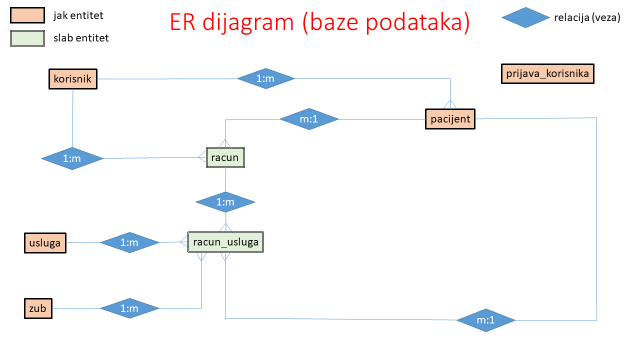 jak entitet
ER dijagram (baze podataka)
relacija (veza)
slab entitet
korisnik
1:m
prijava_korisnika
m:1
pacijent
1:m
racun
1:m
usluga
1:m
racun_usluga
zub
1:m
m:1